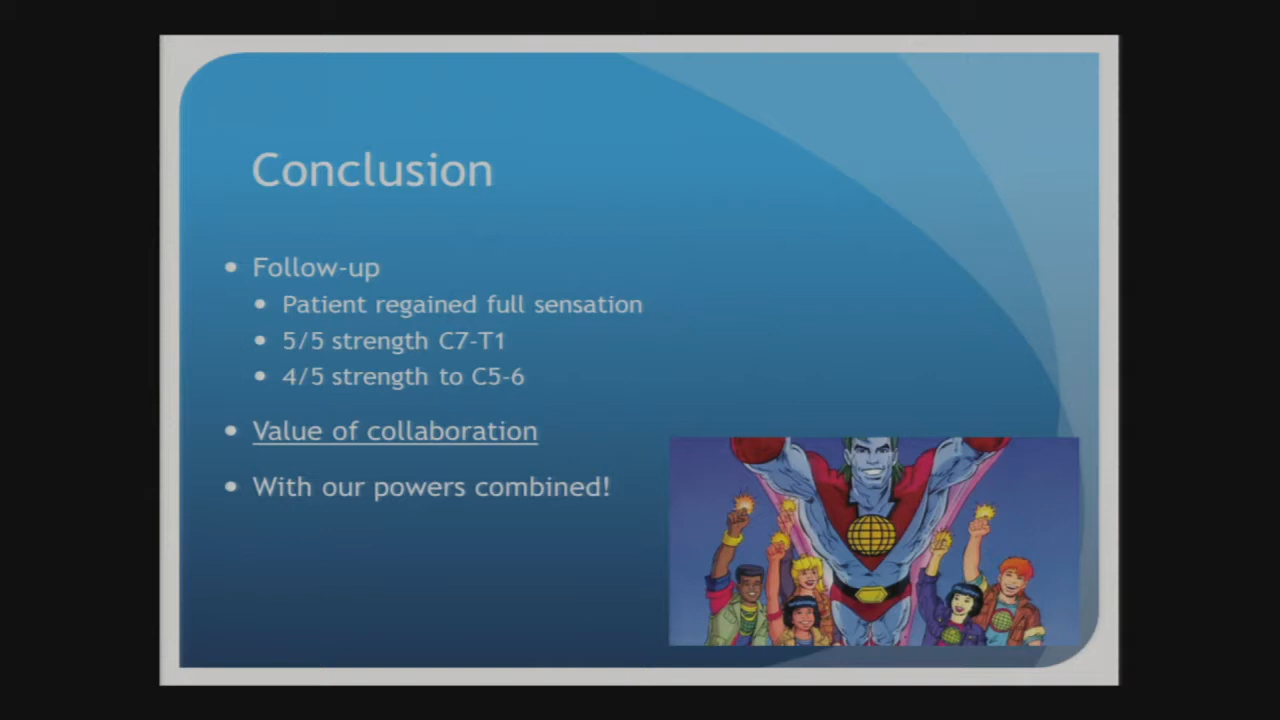 Conclusion
Follow-up
Patient regained full sensation
5/5 strength C7-T1
4/5 strength to C5-6
Value of collaboration
With our powers combined!